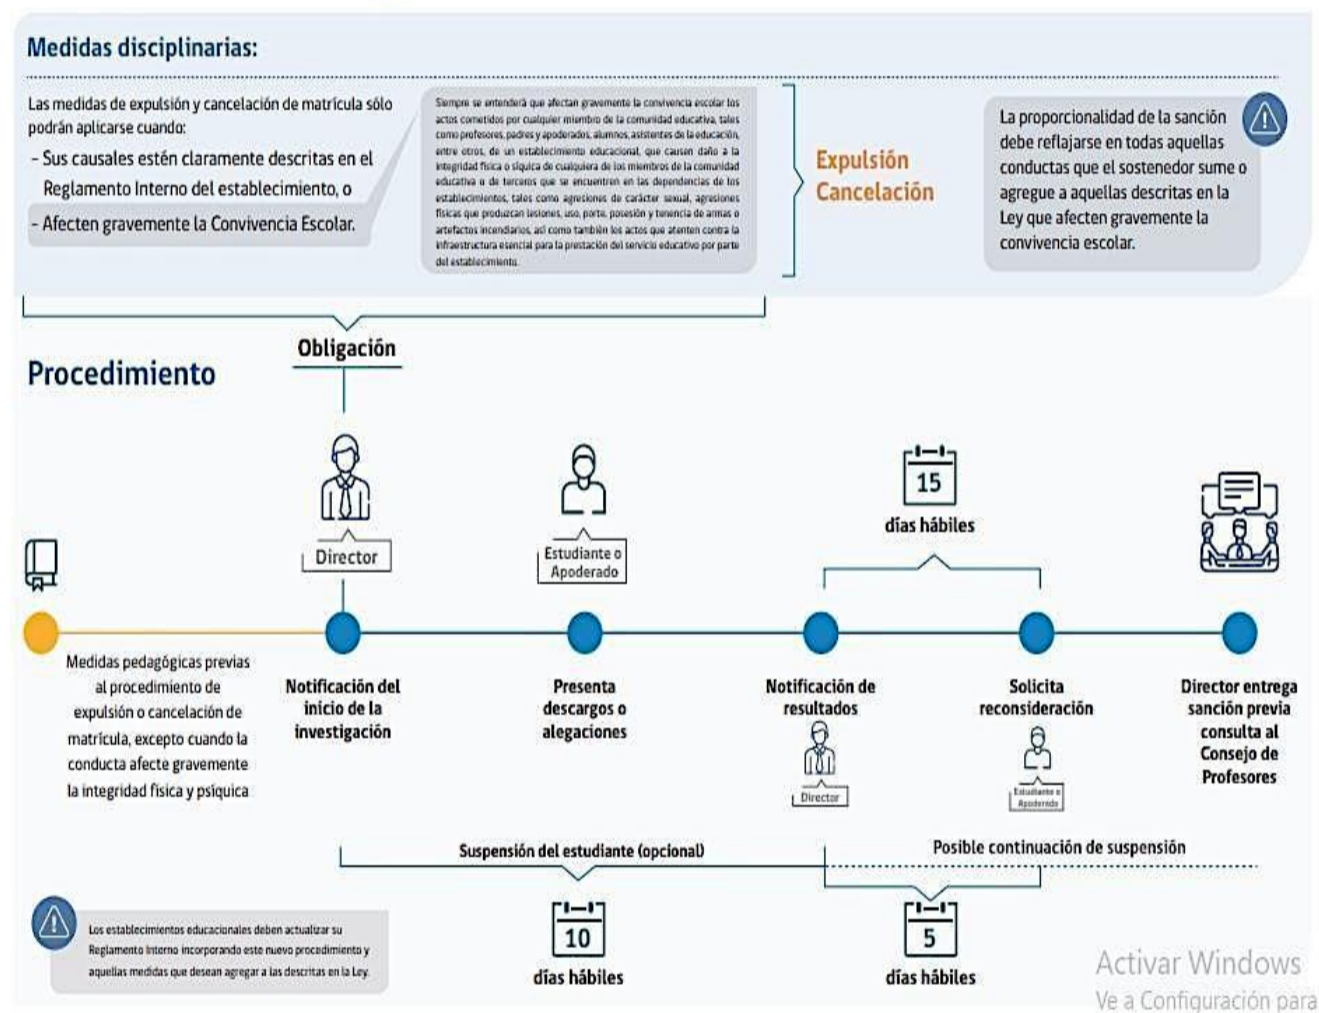 Medidas disciplinarias:
Las medidas de expulsión y cancelación de matrícula sólo
podrán aplicarse cuando:
- Sus causales estén claramente descritas en el
Reglamento Interno del establecimiento, o
- Afecten gravemente la Convivencia Escolar.
Siempre se entenderá que afectan gravemente la convivencia escolar los
actos cometidos por cualquier miembro de la comunidad educativa, tales
como profesores, padres y apoderados, alumnos, asistentes de la educación,
entre otros, de un establecimiento educacional, que causen daño a la
integridad física o síquica de cualquiera de los miembros de la comunidad
educativa o de terceros que se encuentren en las dependencias de los
establecimientos, tales como agresiones de carácter sexual, agresiones
físicas que produzcan lesiones, uso, porte, posesión y tenencia de armas o
artefactos incendiarios, así como también los actos que atenten contra la
infraestructura esencial para la prestación del servicio educativo por parte
del establecimiento.
Expulsión
Cancelación
La proporcionalidad de la sanción
debe reflejarse en todas aquellas
conductas que el sostenedor sume o
agregue a aquellas descritas en la
Ley que afecten gravemente la
convivencia escolar.
Obligación
Procedimiento
Director
Estudiante o
Apoderado
15
días hábiles
Medidas pedagógicas previas
al procedimiento de
expulsión o cancelación de
matrícula, excepto cuando la
conducta afecte gravemente
la integridad física y psíquica
Notificación del
inicio de la
investigación
Presenta
descargos o
alegaciones
Notificación de
resultados
Director
Solicita
reconsideración
Estudiante o
Apoderado
Director entrega
sanción previa
consulta al
Consejo de
Profesores
Suspensión del estudiante (opcional)
Posible continuación de suspensión
10
días hábiles
5
días hábiles
Los establecimientos educacionales deben actualizar su
Reglamento Interno incorporando este nuevo procedimiento y
aquellas medidas que desean agregar a las descritas en la Ley.
Activar Windows
Ve a Configuración para